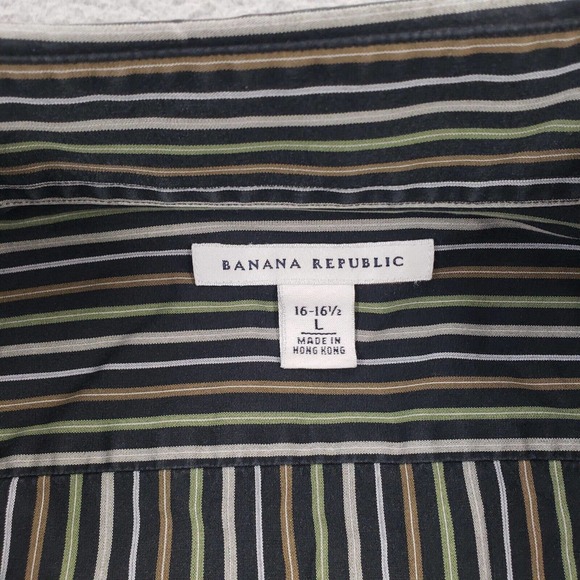 BANANA REPUBLIC
16-16½
L
MADE IN
HONG KONG